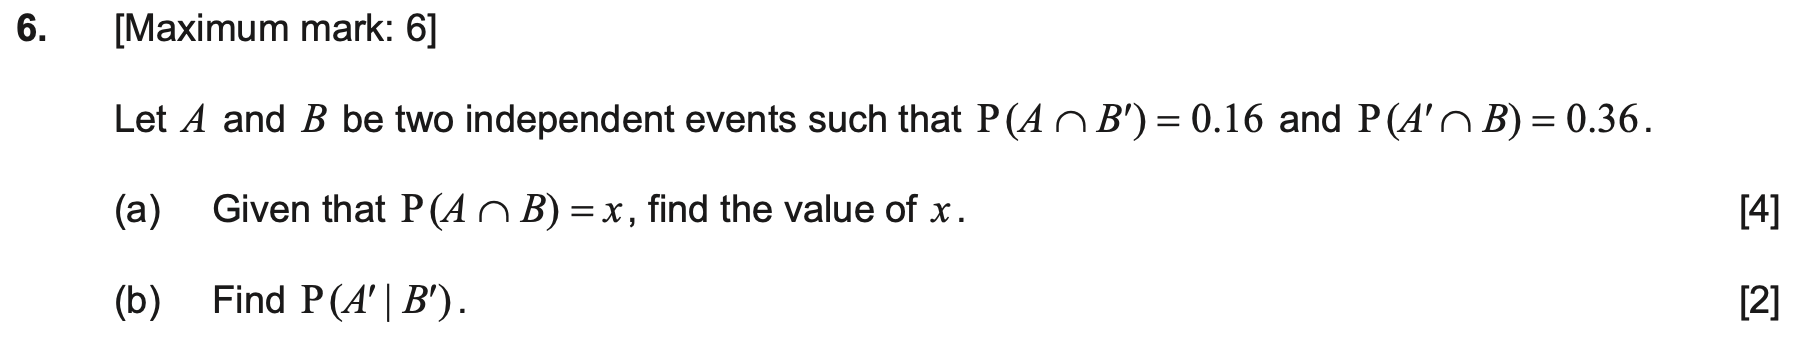 6. [Maximum mark: 6]
Let A and B be two independent events such that P(A ∩ B′) = 0.16 and P(A′ ∩ B) = 0.36.
(a) Given that P(A ∩ B) = x, find the value of x. [4]
(b) Find P(A′ | B′). [2]